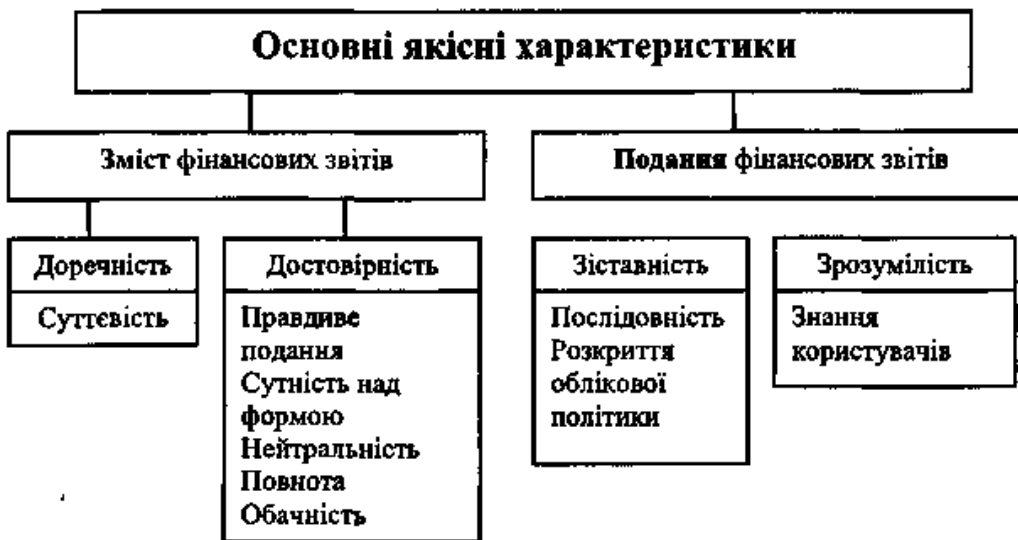 Основні якісні характеристики
Зміст фінансових звітів
Подання фінансових звітів
Доречність
Суттєвість
Достовірність
Правдиве
подання
Сутність над
формою
Нейтральність
Повнота
Обачність
Зіставність
Послідовність
Розкриття
облікової
політики
Зрозумілість
Знання
користувачів